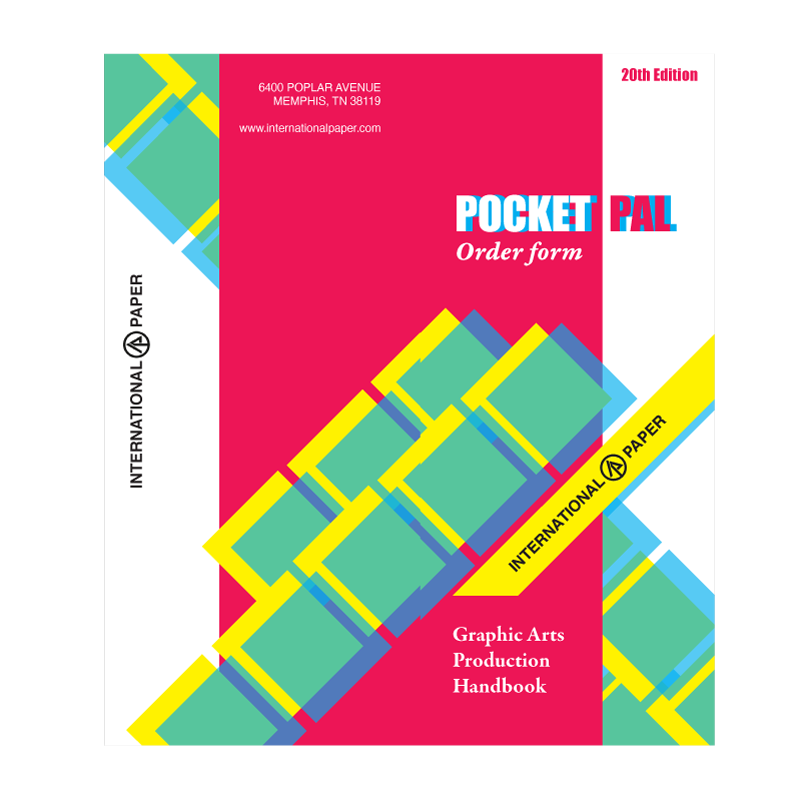 6400 POPLAR AVENUE
MEMPHIS, TN 38119
www.internationalpaper.com
20th Edition
POCKET PAL
Order form
INTERNATIONAL PAPER
INTERNATIONAL PAPER
Graphic Arts
Production
Handbook